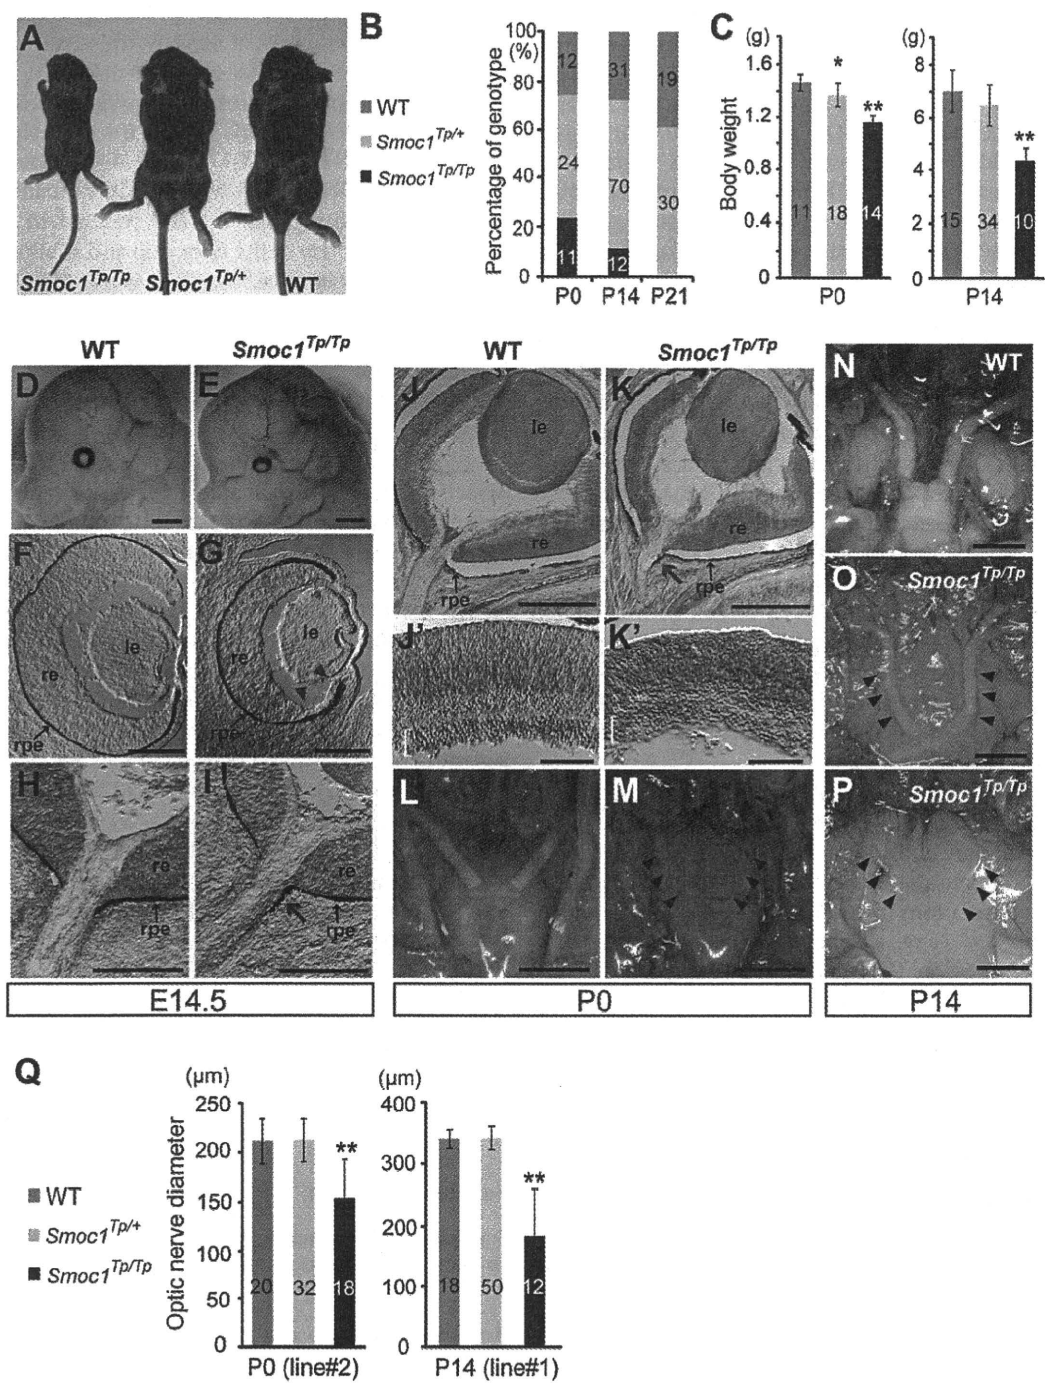 A
Smoc1Tp/Tp
Smoc1Tp/+
WT
B
WT
Smoc1Tp/+
Smoc1Tp/Tp
Percentage of genotype
(%)
100
80
60
40
20
0
12
24
11
31
70
12
19
30
P0
P14
P21
C
(g)
Body weight
1.6
1.4
1.2
0.4
0
*
**
11
18
14
P0
(g)
8
6
4
2
0
**
15
34
10
P14
WT
Smoc1Tp/Tp
D
E
F
re
le
rpe
G
re
le
rpe
H
re
rpe
I
re
rpe
E14.5
WT
Smoc1Tp/Tp
J
le
re
rpe
K
le
re
rpe
J'
K'
L
M
P0
N
WT
O
Smoc1Tp/Tp
P
Smoc1Tp/Tp
P14
Q
WT
Smoc1Tp/+
Smoc1Tp/Tp
Optic nerve diameter
(μm)
250
200
150
100
50
0
**
20
32
18
P0 (line#2)
(μm)
400
300
200
100
0
**
18
50
12
P14 (line#1)